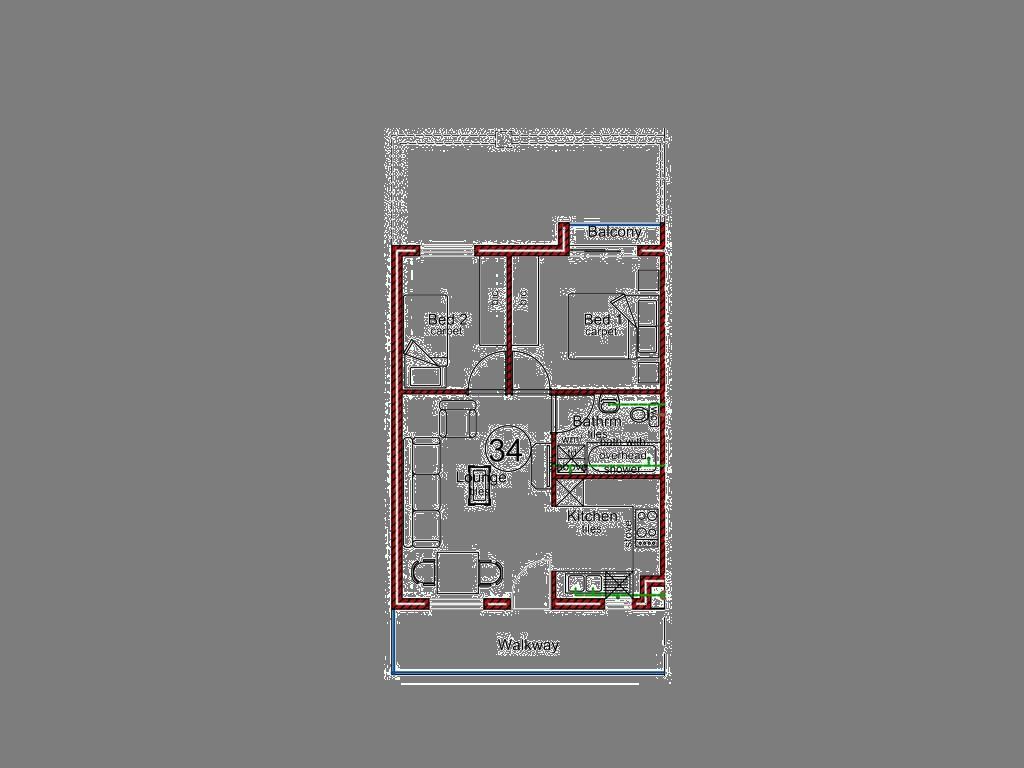 Balcony
Bed 2
carpet
Bed 1
carpet
34
Bathrm
tiles
bath with
overhead
shower
Lounge
tiles
Kitchen
tiles
stove
Walkway